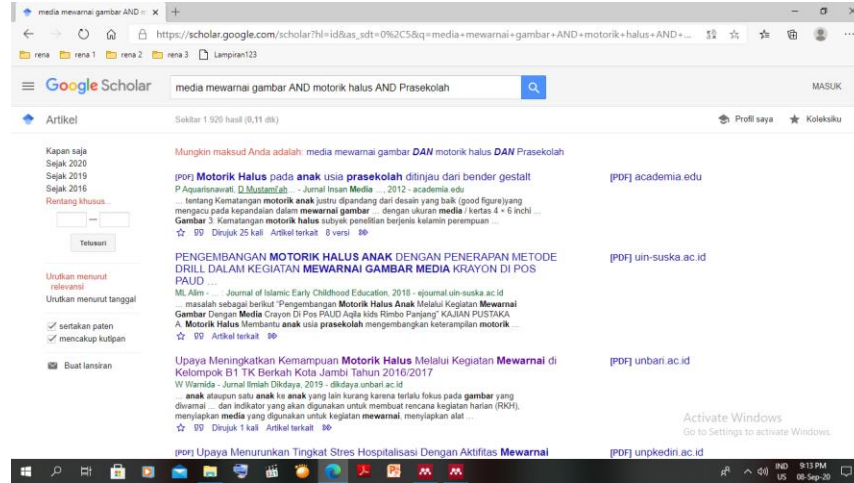 media mewarnai gambar AND =
https://scholar.google.com/scholar?hl=id&as_sdt=0%2C5&q=media+mewarnai+gambar+AND+motorik+halus+AND+...
rena rena 1 rena 2 rena 3 Lampiran123
Google Scholar
media mewarnai gambar AND motorik halus AND Prasekolah
MASUK
Artikel
Sekitar 1.920 hasil (0,11 dtk)
Profil saya Koleksiku
Kapan saja
Sejak 2020
Sejak 2019
Sejak 2016
Rentang khusus...
—
Telusuri
Urutkan menurut
relevansi
Urutkan menurut tanggal
sertakan paten
mencakup kutipan
Buat lansiran
Mungkin maksud Anda adalah: media mewarnai gambar DAN motorik halus DAN Prasekolah
[PDF] Motorik Halus pada anak usia prasekolah ditinjau dari bender gestalt
[PDF] academia.edu
P Aquarisnawati, D Mustami'ah... - Jurnal Insan Media ..., 2012 - academia.edu
... tentang Kematangan motorik anak justru dipandang dari desain yang baik (good figure)yang
mengacu pada kepandaian dalam mewarnai gambar ... dengan ukuran media / kertas 4 × 6 inchi ...
Gambar 3. Kematangan motorik halus subyek penelitian berjenis kelamin perempuan ...
Dirujuk 25 kali Artikel terkait 8 versi
PENGEMBANGAN MOTORIK HALUS ANAK DENGAN PENERAPAN METODE
[PDF] uin-suska.ac.id
DRILL DALAM KEGIATAN MEWARNAI GAMBAR MEDIA KRAYON DI POS
PAUD ...
ML Alim - ... : Journal of Islamic Early Childhood Education, 2018 - ejournal.uin-suska.ac.id
... masalah sebagai berikut "Pengembangan Motorik Halus Anak Melalui Kegiatan Mewarnai
Gambar Dengan Media Crayon Di Pos PAUD Aqila kids Rimbo Panjang" KAJIAN PUSTAKA
A. Motorik Halus Membantu anak usia prasekolah mengembangkan keterampilan motorik ...
Artikel terkait
Upaya Meningkatkan Kemampuan Motorik Halus Melalui Kegiatan Mewarnai di
[PDF] unbari.ac.id
Kelompok B1 TK Berkah Kota Jambi Tahun 2016/2017
W Warnida - Jurnal Ilmiah Dikdaya, 2019 - dikdaya.unbari.ac.id
... anak ataupun satu anak ke anak yang lain kurang karena terlalu fokus pada gambar yang
diwarnai ... dan indikator yang akan digunakan untuk membuat rencana kegiatan harian (RKH),
menyiapkan media yang digunakan untuk kegiatan mewarnai, menyiapkan alat ...
Dirujuk 1 kali Artikel terkait
[PDF] Upaya Menurunkan Tingkat Stres Hospitalisasi Dengan Aktifitas Mewarnai
[PDF] unpkediri.ac.id
Activate Windows
Go to Settings to activate Windows.
IND 9:13 PM
US 08-Sep-20